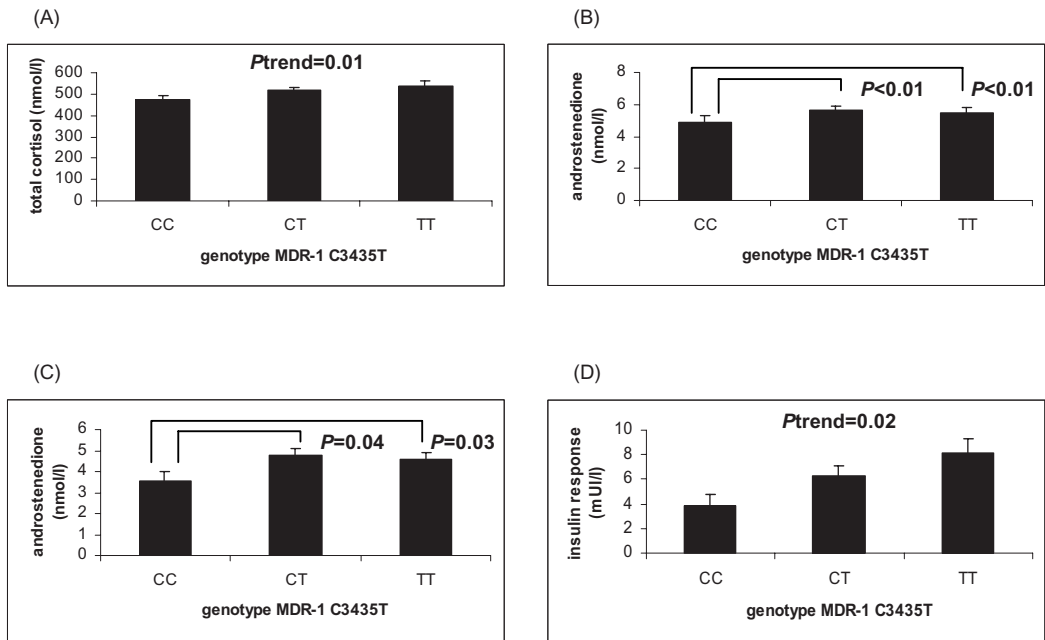 (A)
Ptrend=0.01
total cortisol (nmol/l)
600
500
400
300
200
100
0
CC CT TT
genotype MDR-1 C3435T
(B)
P<0.01 P<0.01
androstenedione
(nmol/l)
8
6
4
2
0
CC CT TT
genotype MDR-1 C3435T
(C)
P=0.04 P=0.03
androstenedione
(nmol/l)
6
5
4
3
2
1
0
CC CT TT
genotype MDR-1 C3435T
(D)
Ptrend=0.02
insulin response
(mUI/l)
10
8
6
4
2
0
CC CT TT
genotype MDR-1 C3435T